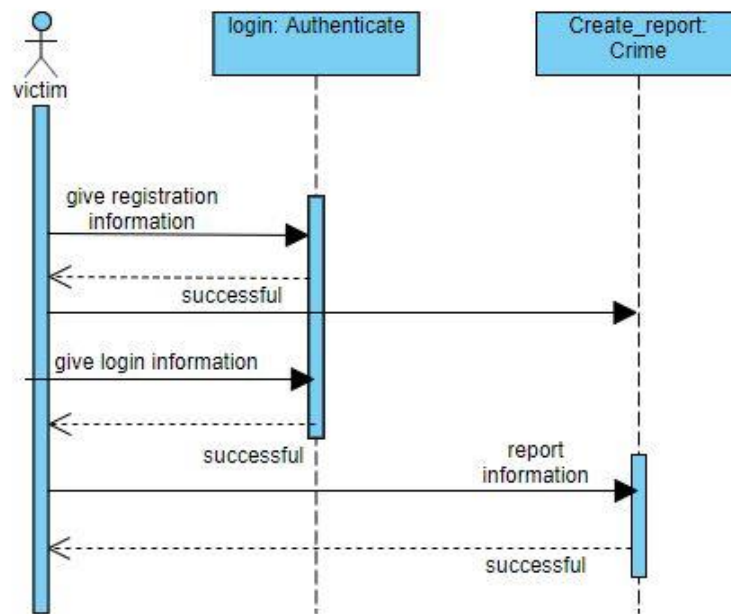 login: Authenticate
Create_report:
Crime
victim
give registration
information
successful
give login information
successful
report
information
successful